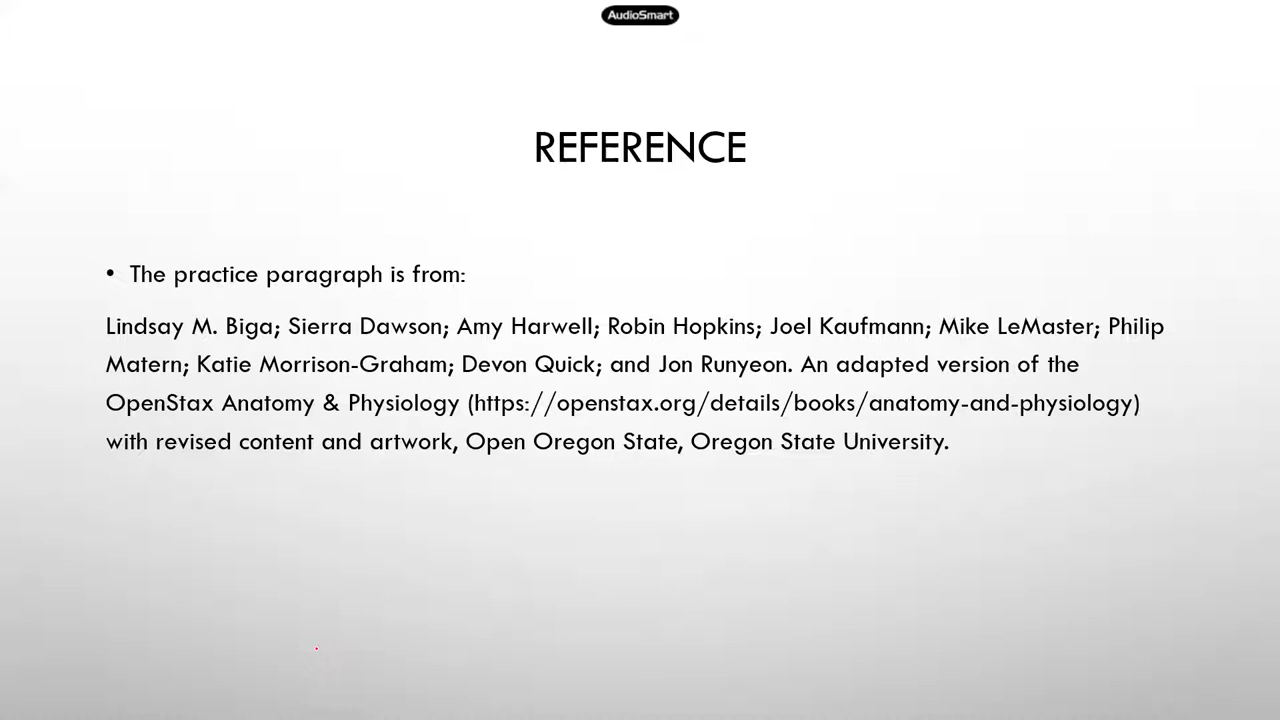 AudioSmart
REFERENCE
• The practice paragraph is from:
Lindsay M. Biga; Sierra Dawson; Amy Harwell; Robin Hopkins; Joel Kaufmann; Mike LeMaster; Philip
Matern; Katie Morrison-Graham; Devon Quick; and Jon Runyeon. An adapted version of the
OpenStax Anatomy & Physiology (https://openstax.org/details/books/anatomy-and-physiology)
with revised content and artwork, Open Oregon State, Oregon State University.